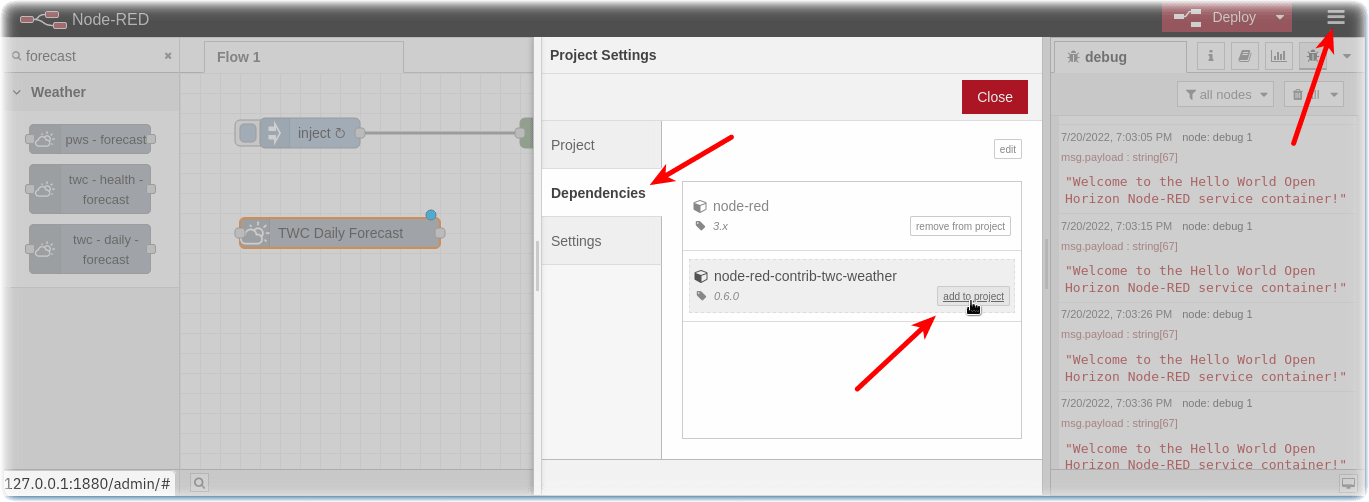 Node-RED
Deploy
forecast
Weather
pws - forecast
twc - health -
forecast
twc - daily -
forecast
Flow 1
inject ↻
TWC Daily Forecast
Project Settings
Close
Project
Dependencies
Settings
edit
node-red
3.x
remove from project
node-red-contrib-twc-weather
0.6.0
add to project
debug
i
all nodes
all
7/20/2022, 7:03:05 PM node: debug 1
msg.payload : string[67]
"Welcome to the Hello World Open
Horizon Node-RED service container!"
7/20/2022, 7:03:15 PM node: debug 1
msg.payload : string[67]
"Welcome to the Hello World Open
Horizon Node-RED service container!"
7/20/2022, 7:03:26 PM node: debug 1
msg.payload : string[67]
"Welcome to the Hello World Open
Horizon Node-RED service container!"
7/20/2022, 7:03:36 PM node: debug 1
msg.payload : string[67]
"Welcome to the Hello World Open
Horizon Node-RED service container!"
127.0.0.1:1880/admin/#